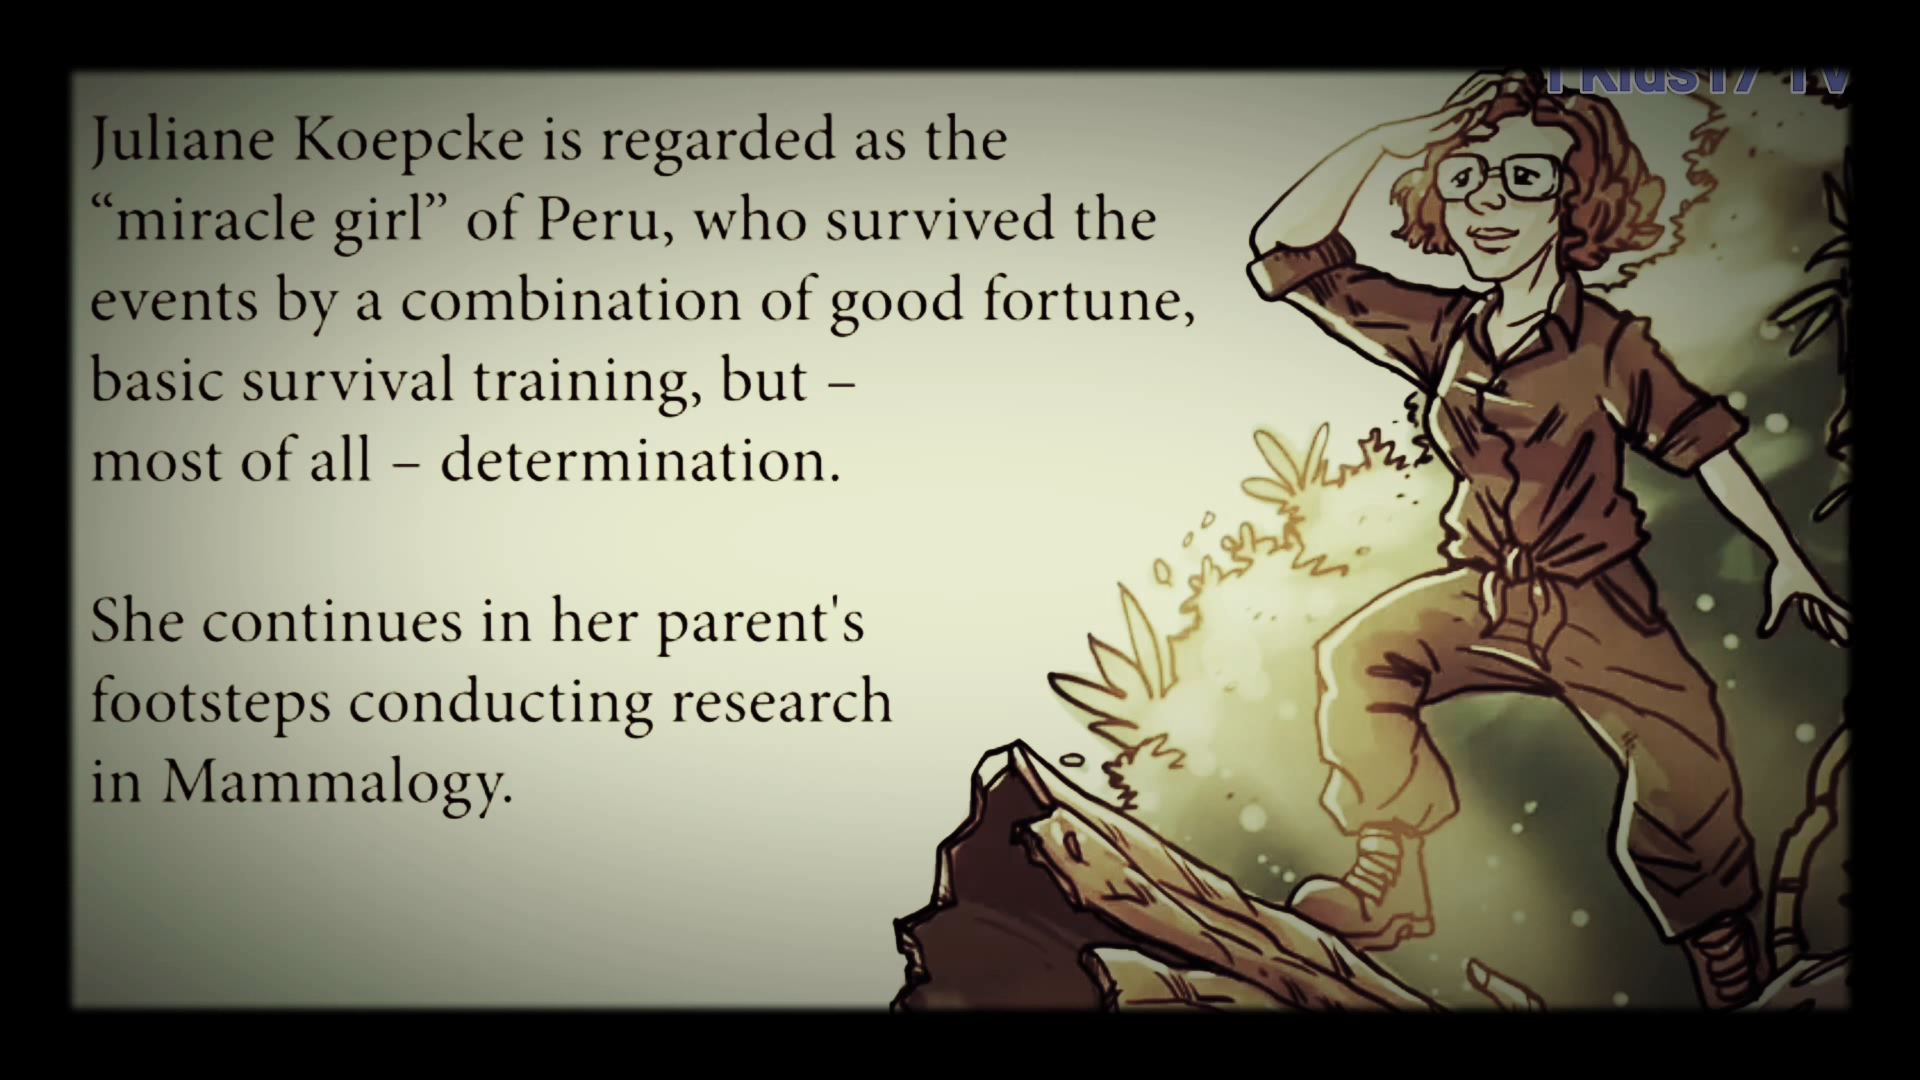 Juliane Koepcke is regarded as the
“miracle girl” of Peru, who survived the
events by a combination of good fortune,
basic survival training, but –
most of all – determination.
She continues in her parent's
footsteps conducting research
in Mammalogy.